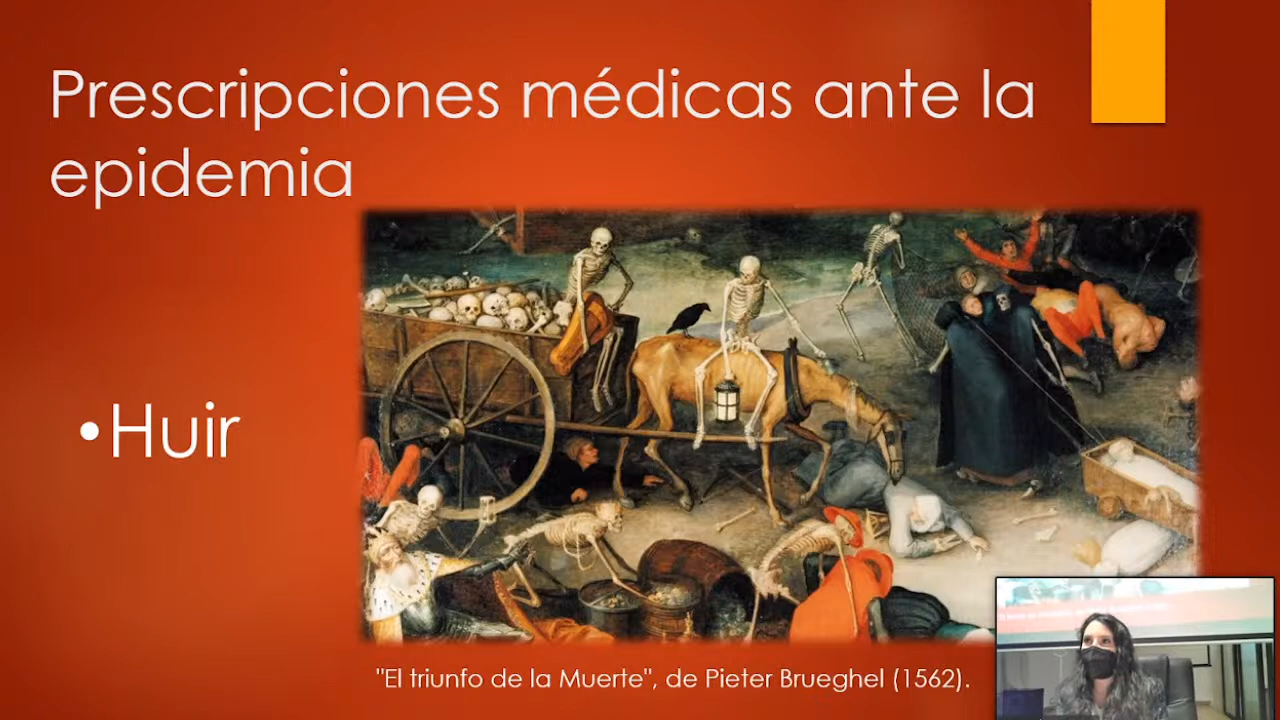 Prescripciones médicas ante la
epidemia
•Huir
"El triunfo de la Muerte", de Pieter Brueghel (1562).